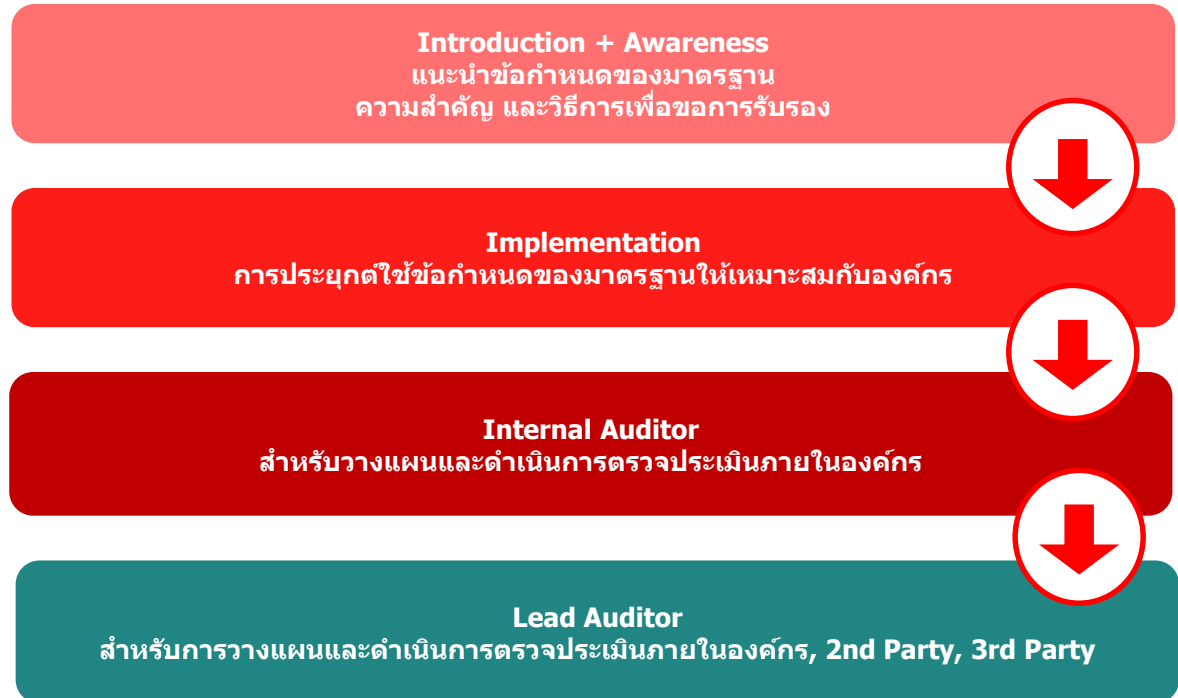 Introduction + Awareness
แนะนำข้อกำหนดของมาตรฐาน
ความสำคัญ และวิธีการเพื่อขอการรับรอง
Implementation
การประยุกต์ใช้ข้อกำหนดของมาตรฐานให้เหมาะสมกับองค์กร
Internal Auditor
สำหรับวางแผนและดำเนินการตรวจประเมินภายในองค์กร
Lead Auditor
สำหรับการวางแผนและดำเนินการตรวจประเมินภายในองค์กร, 2nd Party, 3rd Party